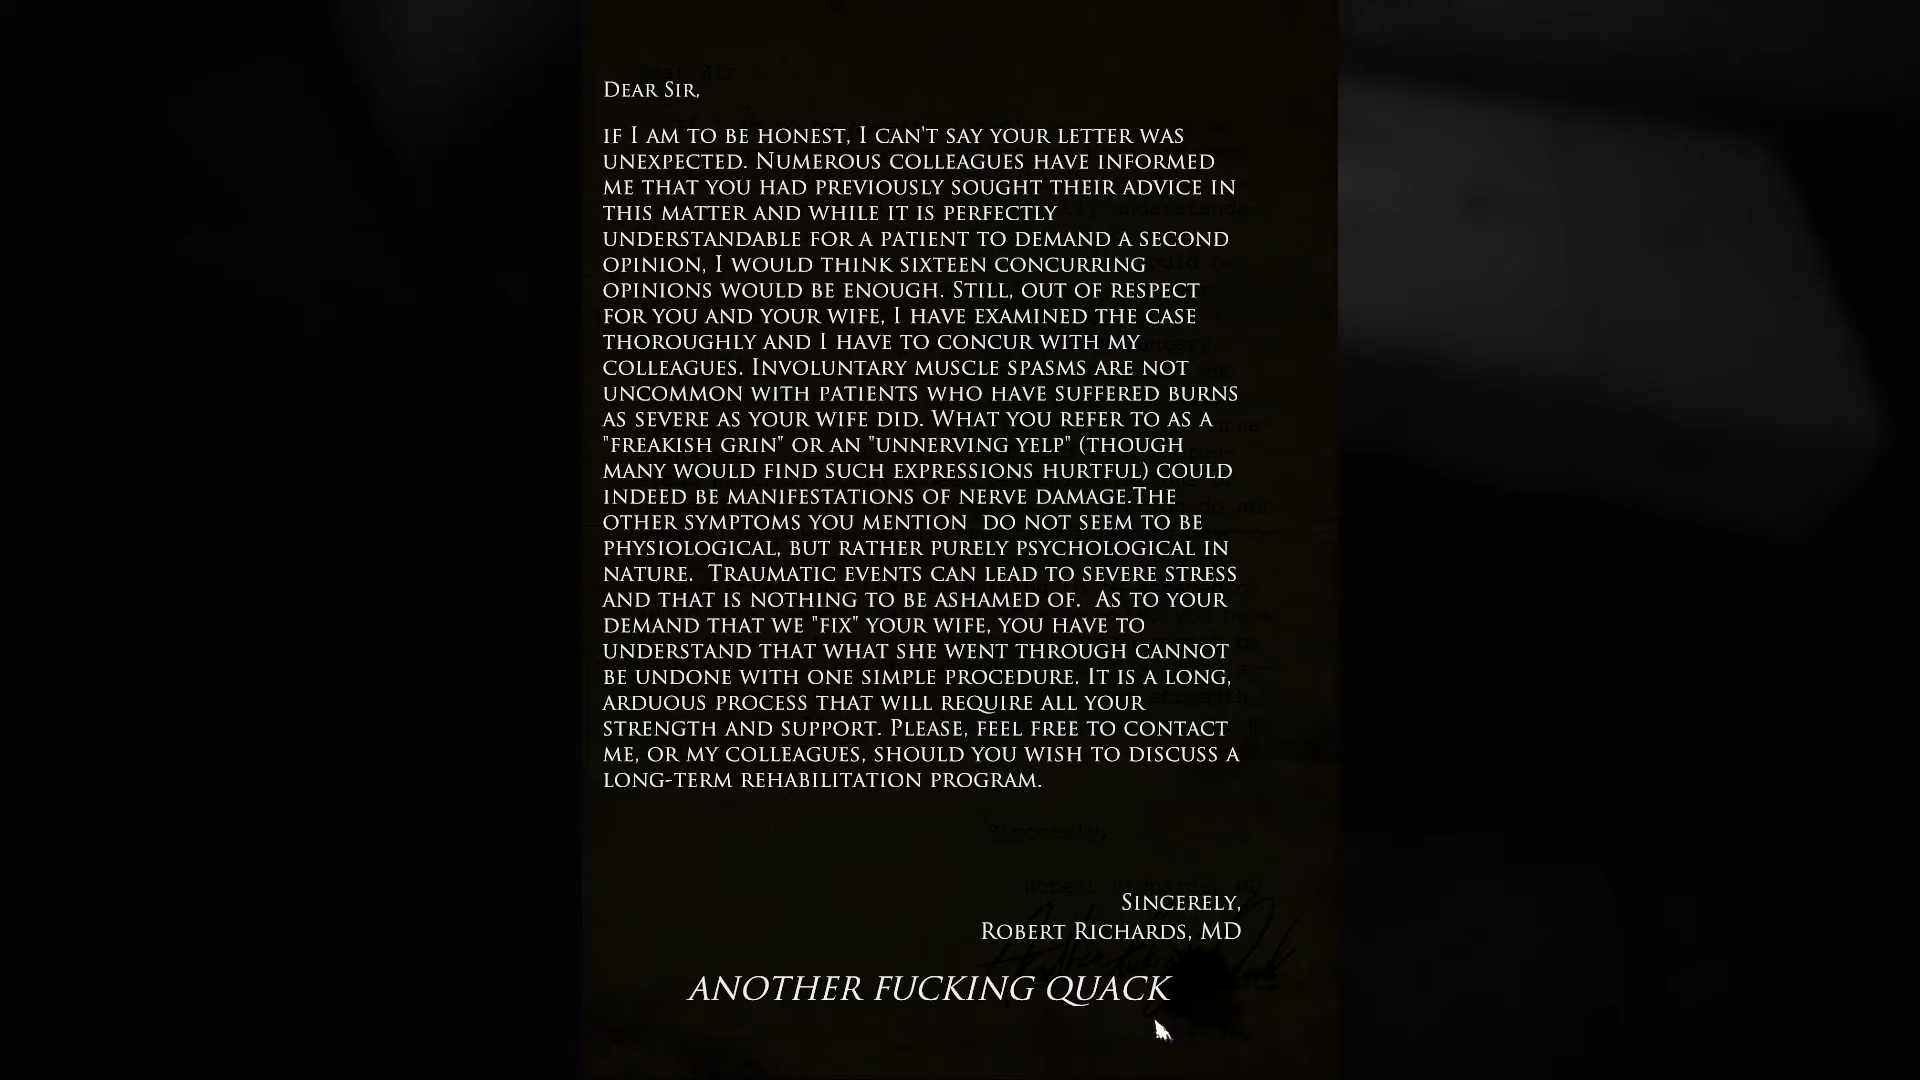 Dear Sir,
if I am to be honest, I can't say your letter was
unexpected. Numerous colleagues have informed
me that you had previously sought their advice in
this matter and while it is perfectly
understandable for a patient to demand a second
opinion, I would think sixteen concurring
opinions would be enough. Still, out of respect
for you and your wife, I have examined the case
thoroughly and I have to concur with my
colleagues. Involuntary muscle spasms are not
uncommon with patients who have suffered burns
as severe as your wife did. What you refer to as a
"freakish grin" or an "unnerving yelp" (though
many would find such expressions hurtful) could
indeed be manifestations of nerve damage.The
other symptoms you mention  do not seem to be
physiological, but rather purely psychological in
nature.  Traumatic events can lead to severe stress
and that is nothing to be ashamed of.  As to your
demand that we "fix" your wife, you have to
understand that what she went through cannot
be undone with one simple procedure. It is a long,
arduous process that will require all your
strength and support. Please, feel free to contact
me, or my colleagues, should you wish to discuss a
long-term rehabilitation program.
Sincerely,
Robert Richards, MD
ANOTHER FUCKING QUACK